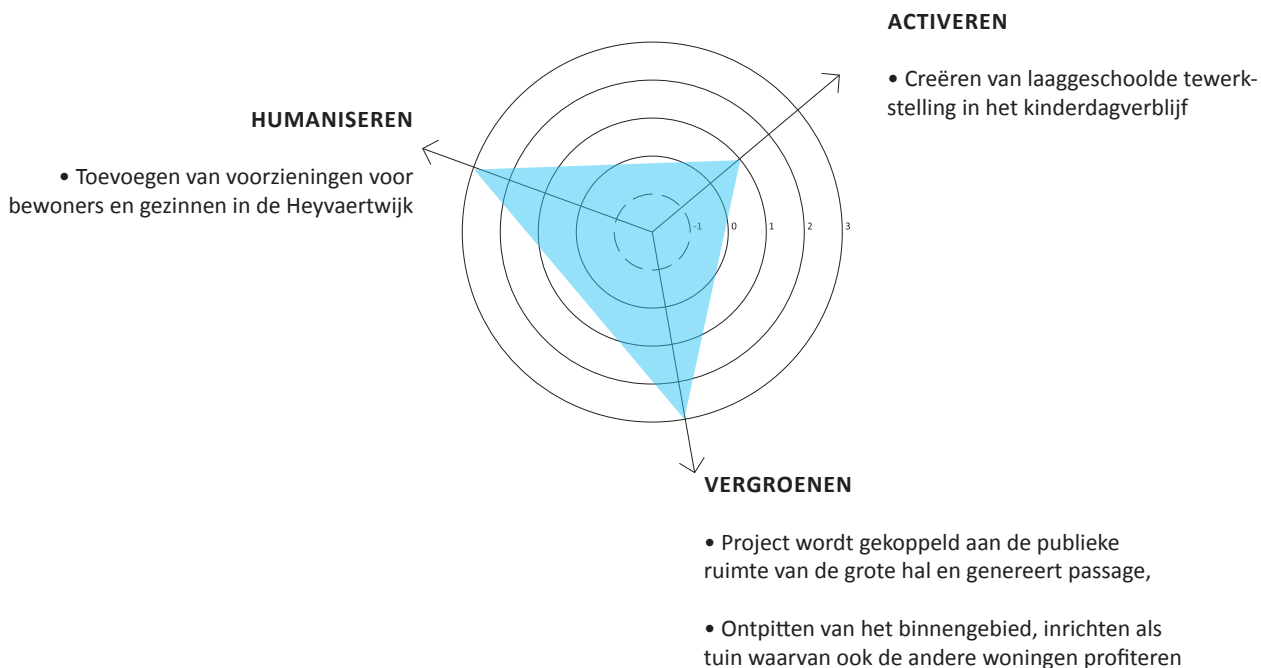 ACTIVEREN
• Creëren van laaggeschoolde tewerk-
stelling in het kinderdagverblijf
HUMANISEREN
• Toevoegen van voorzieningen voor
bewoners en gezinnen in de Heyvaertwijk
-1 0 1 2 3
VERGROENEN
• Project wordt gekoppeld aan de publieke
ruimte van de grote hal en genereert passage,
• Ontpitten van het binnengebied, inrichten als
tuin waarvan ook de andere woningen profiteren